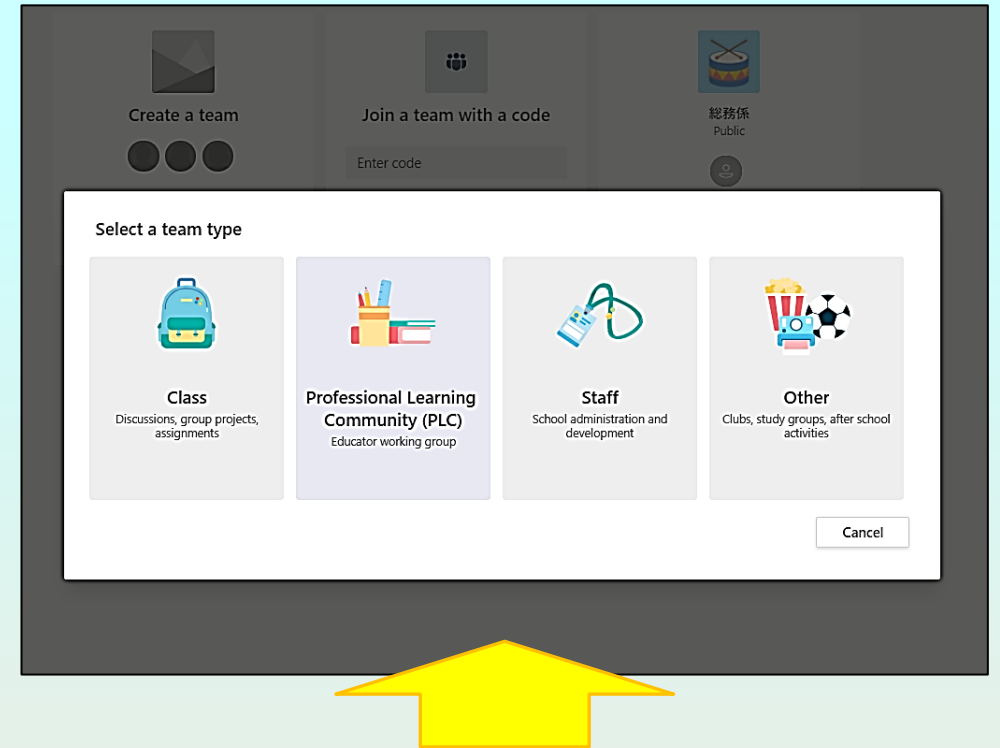 Create a team
Join a team with a code
Enter code
総務係
Public
Select a team type
Class
Discussions, group projects,
assignments
Professional Learning
Community (PLC)
Educator working group
Staff
School administration and
development
Other
Clubs, study groups, after school
activities
Cancel